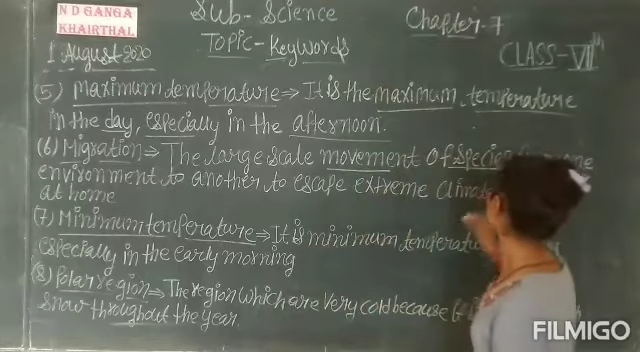 N D GANGA
KHAIRTHAL
Sub- Science
Chapter-7
TOPIC-Keywords
1 August 2020
CLASS-VIIth
(5) Maximum temperature⇒ It is the maximum temperature
in the day, especially in the afternoon.
(6) Migration⇒ The large scale movement of species
environment to another to escape extreme
at home
(7) Minimum temperature⇒It is minimum
especially in the early morning
(8) Polar region⇒ The region which are very cold because
snow throughout the year.
FILMIGO